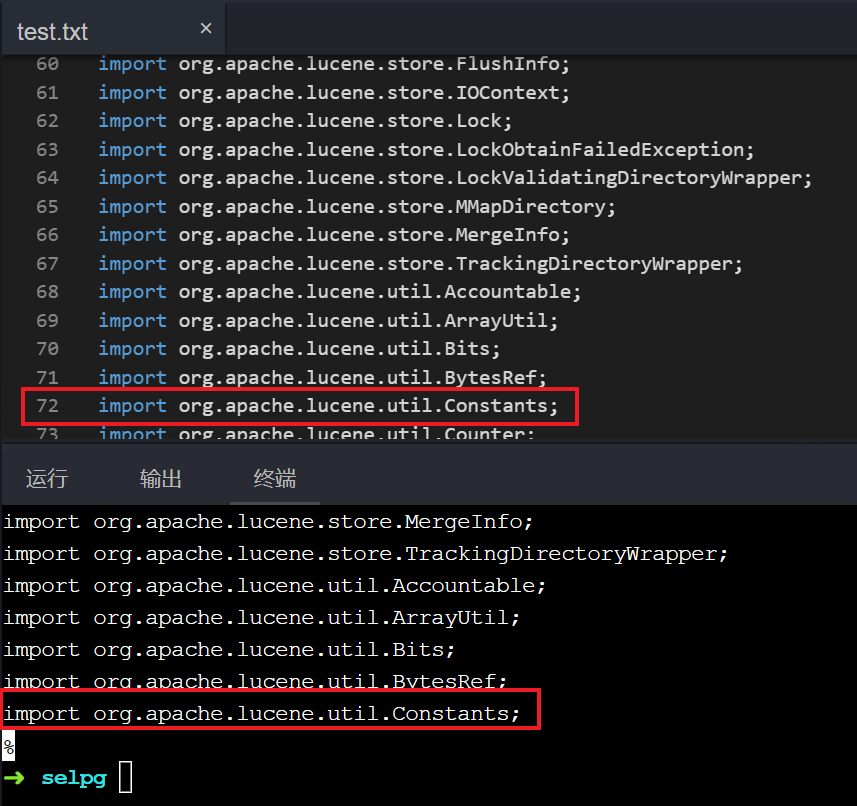 test.txt ×
60 import org.apache.lucene.store.FlushInfo;
61 import org.apache.lucene.store.IOContext;
62 import org.apache.lucene.store.Lock;
63 import org.apache.lucene.store.LockObtainFailedException;
64 import org.apache.lucene.store.LockValidatingDirectoryWrapper;
65 import org.apache.lucene.store.MMapDirectory;
66 import org.apache.lucene.store.MergeInfo;
67 import org.apache.lucene.store.TrackingDirectoryWrapper;
68 import org.apache.lucene.util.Accountable;
69 import org.apache.lucene.util.ArrayUtil;
70 import org.apache.lucene.util.Bits;
71 import org.apache.lucene.util.BytesRef;
72 import org.apache.lucene.util.Constants;
73 import org.apache.lucene.util.Counter;
运行 输出 终端
import org.apache.lucene.store.MergeInfo;
import org.apache.lucene.store.TrackingDirectoryWrapper;
import org.apache.lucene.util.Accountable;
import org.apache.lucene.util.ArrayUtil;
import org.apache.lucene.util.Bits;
import org.apache.lucene.util.BytesRef;
import org.apache.lucene.util.Constants;
%
➜ selpg